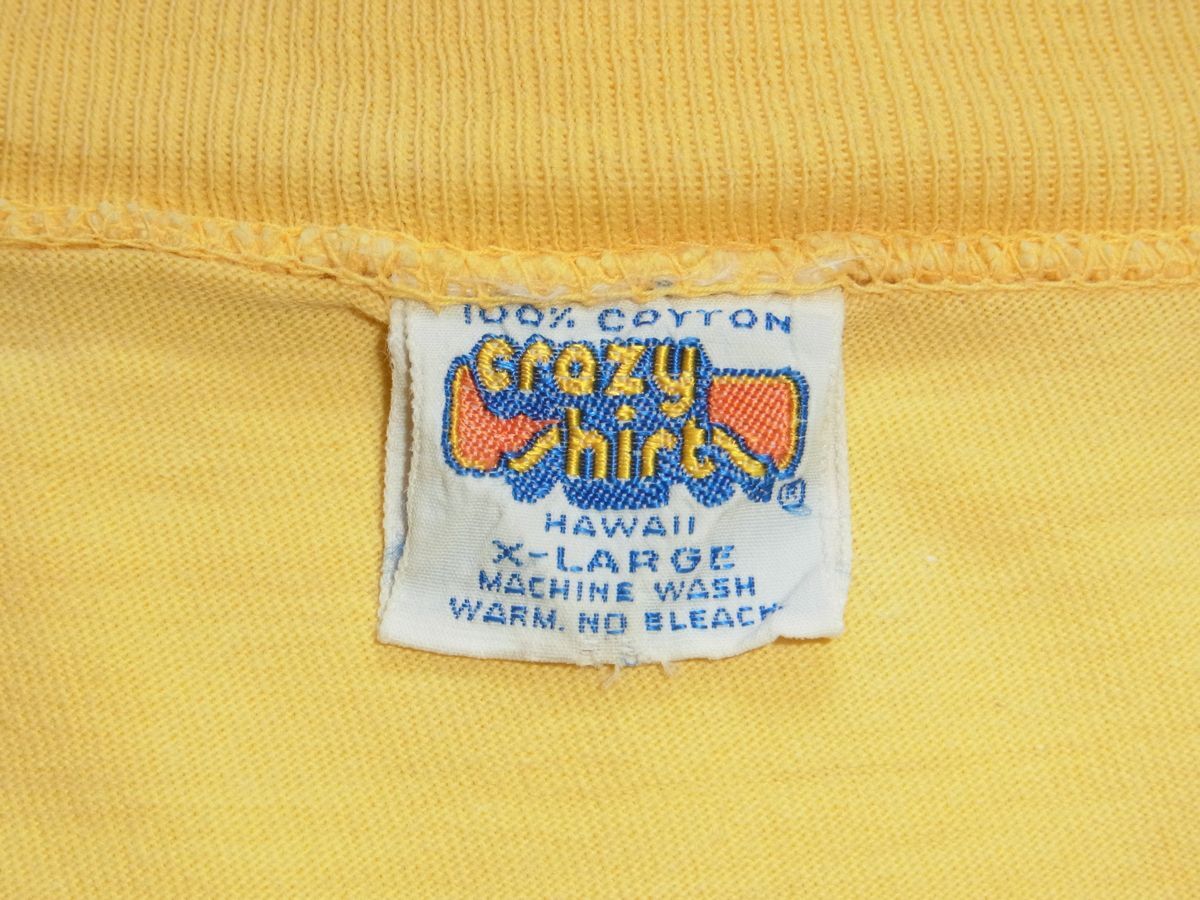 100% COTTON
crazy
shirts
®
HAWAII
X-LARGE
MACHINE WASH
WARM. NO BLEACH